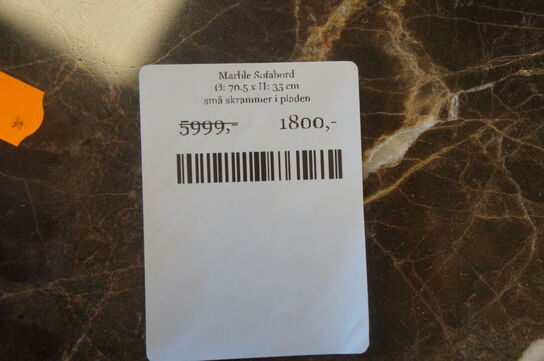 Marble Sofabord
Ø: 70.5 x H: 35 cm
små skrammer i pladen
5999,- 1800,-